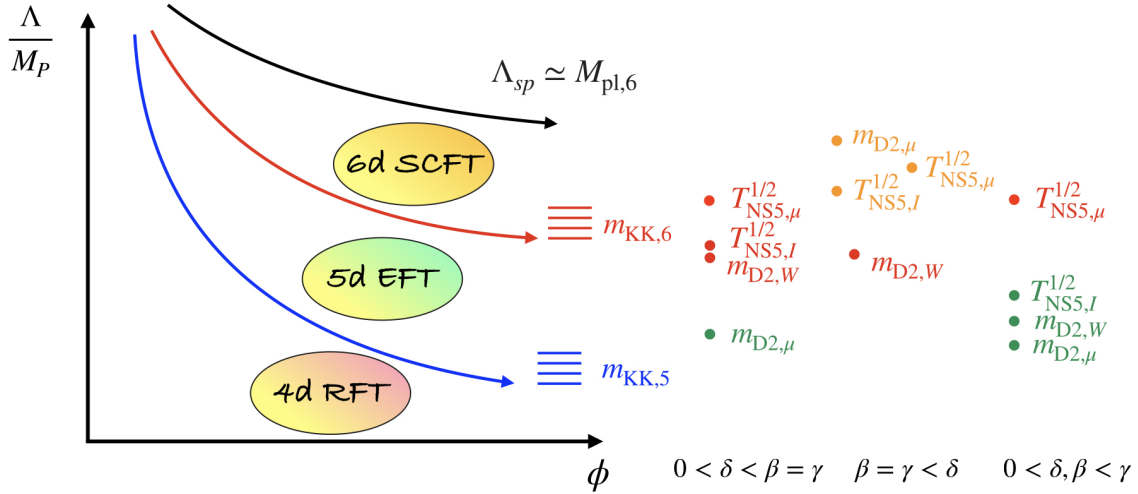 Λ
M_P
Λ_sp ≃ M_pl,6
6d SCFT
m_KK,6
5d EFT
m_KK,5
4d RFT
ϕ
T^1/2_NS5,μ
T^1/2_NS5,I
m_D2,W
m_D2,μ
0 < δ < β = γ
m_D2,μ
T^1/2_NS5,μ
T^1/2_NS5,I
m_D2,W
β = γ < δ
T^1/2_NS5,μ
T^1/2_NS5,I
m_D2,W
m_D2,μ
0 < δ, β < γ